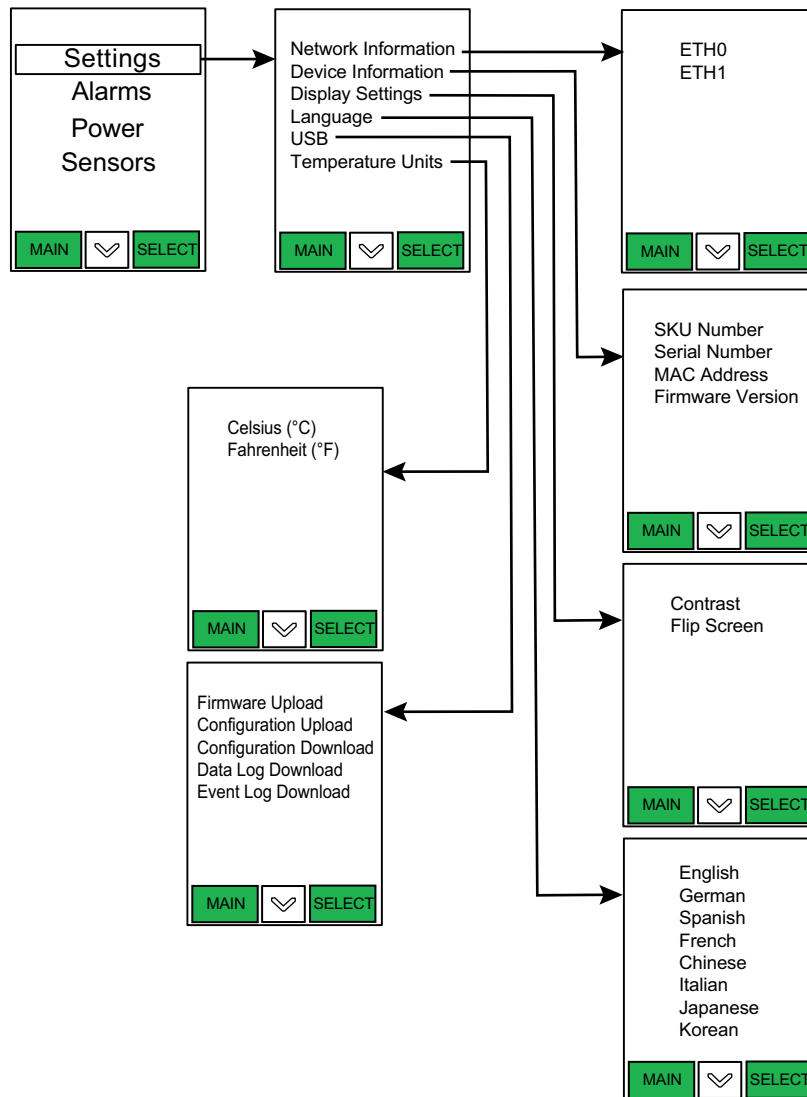 Settings
Alarms
Power
Sensors
MAIN SELECT
Network Information
Device Information
Display Settings
Language
USB
Temperature Units
MAIN SELECT
ETH0
ETH1
MAIN SELECT
SKU Number
Serial Number
MAC Address
Firmware Version
MAIN SELECT
Celsius (°C)
Fahrenheit (°F)
MAIN SELECT
Contrast
Flip Screen
MAIN SELECT
Firmware Upload
Configuration Upload
Configuration Download
Data Log Download
Event Log Download
MAIN SELECT
English
German
Spanish
French
Chinese
Italian
Japanese
Korean
MAIN SELECT